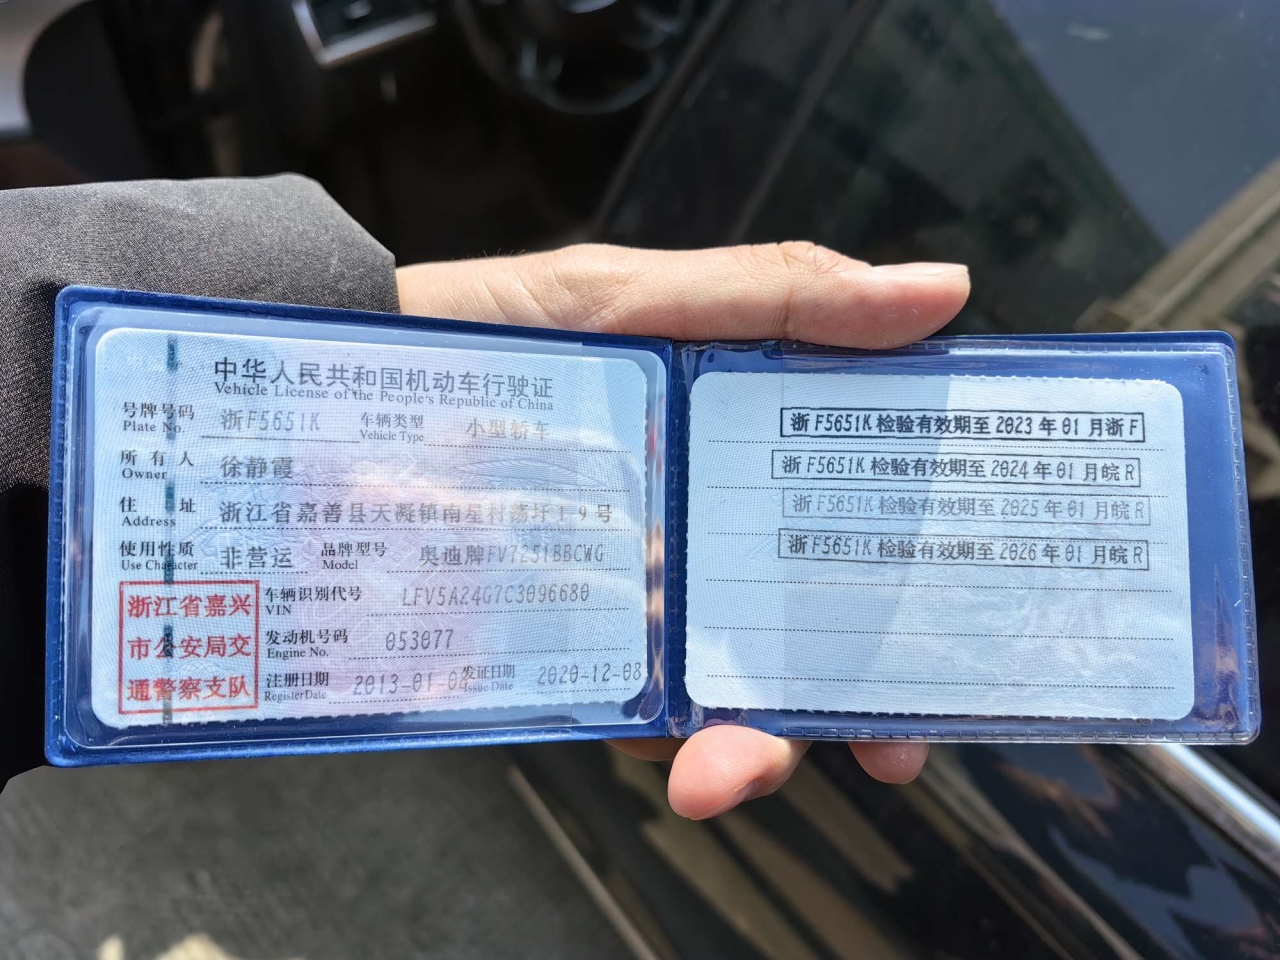 中华人民共和国机动车行驶证
Vehicle License of the People's Republic of China
号牌号码 浙F5651K 车辆类型 小型轿车
Plate No. Vehicle Type
所有人 徐静霞
Owner
住址 浙江省嘉善县天凝镇南星村荡圩19号
Address
使用性质 非营运 品牌型号 奥迪牌FV7251BBCWG
Use Character Model
浙江省嘉兴
市公安局交
通警察支队
车辆识别代号 LFV5A24G7C3096680
VIN
发动机号码 053077
Engine No.
注册日期 2013-01- 发证日期 2020-12-08
Register Date Issue Date
浙F5651K检验有效期至2023年01月浙F
浙F5651K检验有效期至2024年01月皖R
浙F5651K检验有效期至2025年01月皖R
浙F5651K检验有效期至2026年01月皖R